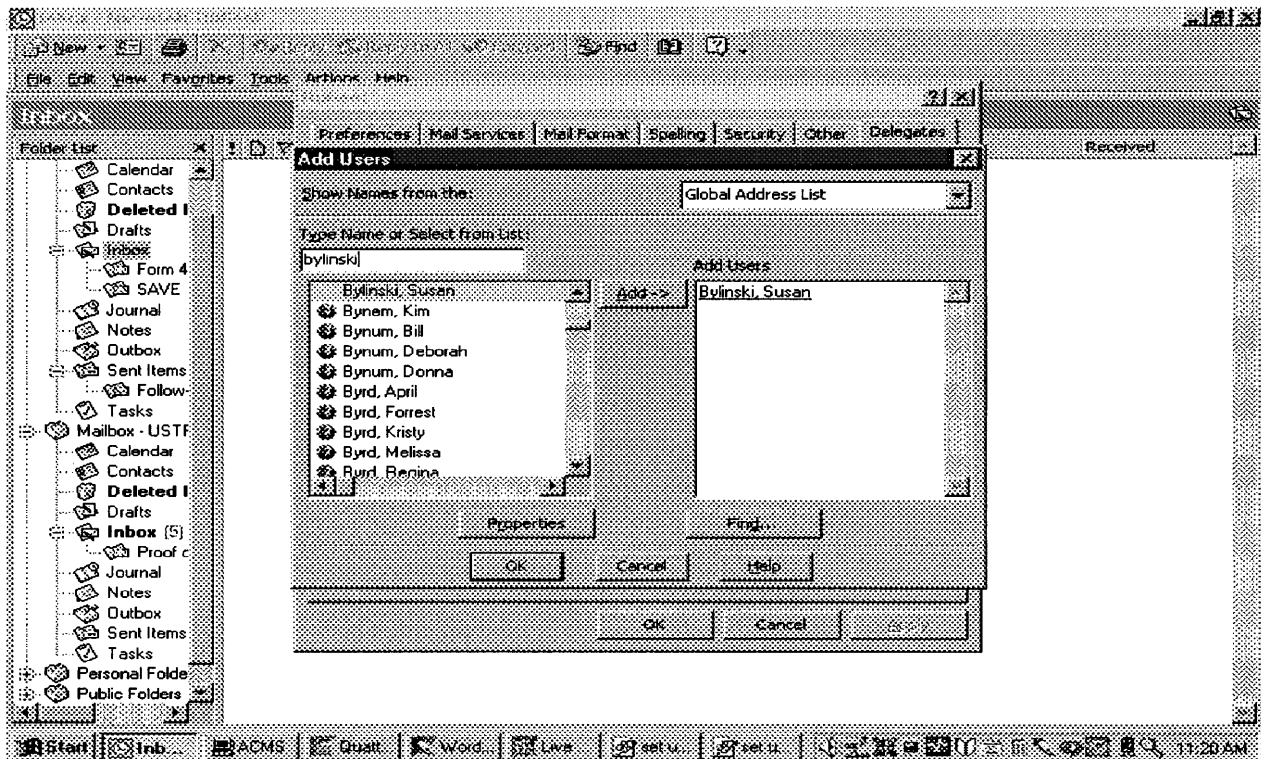 New Find
File Edit View Favorites Tools Actions Help
Inbox
Preferences Mail Services Mail Format Spelling Security Other Delegates
Folder List
Received
Add Users
Calendar
Contacts
Deleted I
Drafts
Inbox
Form 4
SAVE
Journal
Notes
Outbox
Sent Items
Follow-
Tasks
Mailbox - USTF
Calendar
Contacts
Deleted I
Drafts
Inbox (5)
Proof c
Journal
Notes
Outbox
Sent Items
Tasks
Personal Folde
Public Folders
Show Names from the:
Global Address List
Type Name or Select from List:
bylinski
Add Users
Bylinski, Susan
Bynem, Kim
Bynum, Bill
Bynum, Deborah
Bynum, Donna
Byrd, April
Byrd, Forrest
Byrd, Kristy
Byrd, Melissa
Byrd, Regina
Add ->
Bylinski, Susan
Properties
Find...
OK Cancel Help
OK Cancel
Start Inb... ACMS Quatt.. Word.. Live set u.. set u.. 11:20 AM